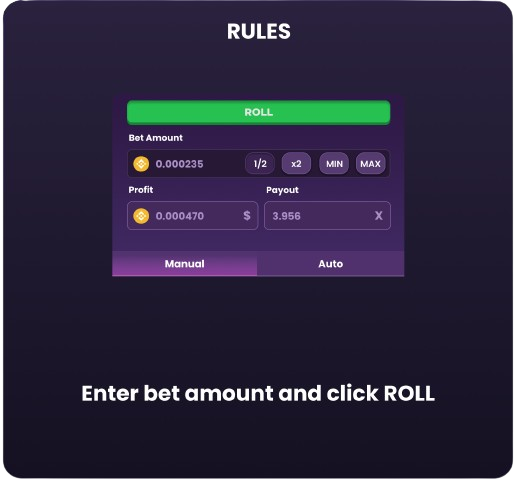 RULES
ROLL
Bet Amount
0.000235 1/2 x2 MIN MAX
Profit Payout
0.000470 $ 3.956 X
Manual Auto
Enter bet amount and click ROLL